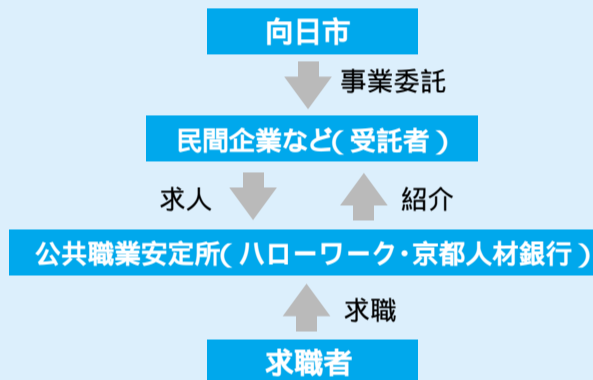 向日市
事業委託
民間企業など(受託者)
求人
紹介
公共職業安定所(ハローワーク・京都人材銀行)
求職
求職者